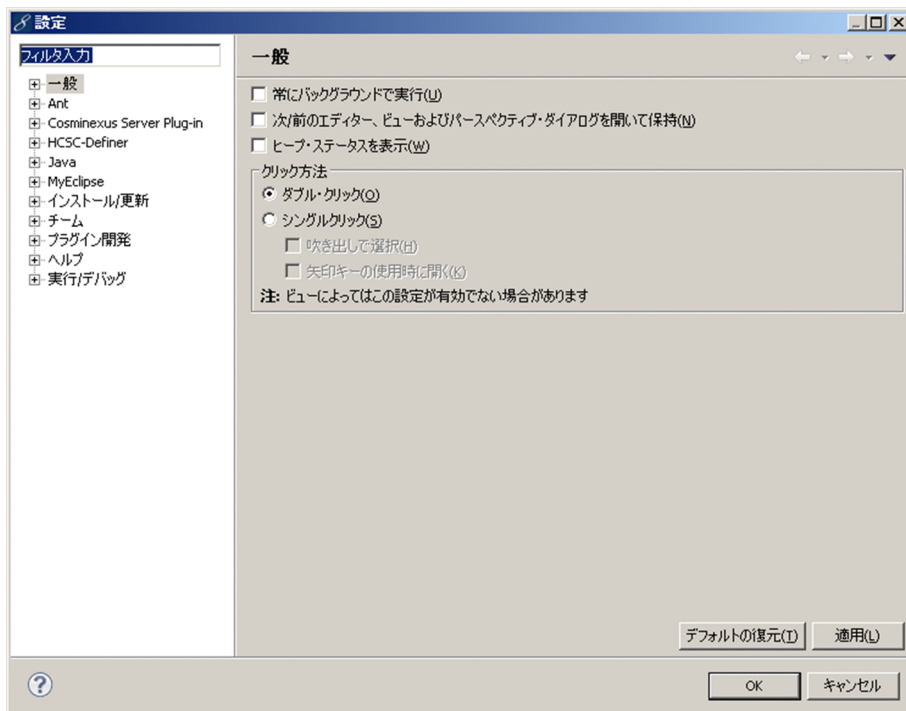 設定
フィルタ入力
一般
Ant
Cosminexus Server Plug-in
HCSC-Definer
Java
MyEclipse
インストール/更新
チーム
プラグイン開発
ヘルプ
実行/デバッグ
一般
常にバックグラウンドで実行(U)
次/前のエディター、ビューおよびパースペクティブ・ダイアログを開いて保持(N)
ヒープ・ステータスを表示(W)
クリック方法
ダブル・クリック(O)
シングルクリック(S)
吹き出しで選択(H)
矢印キーの使用時に開く(K)
注: ビューによってはこの設定が有効でない場合があります
デフォルトの復元(T)
適用(L)
OK
キャンセル